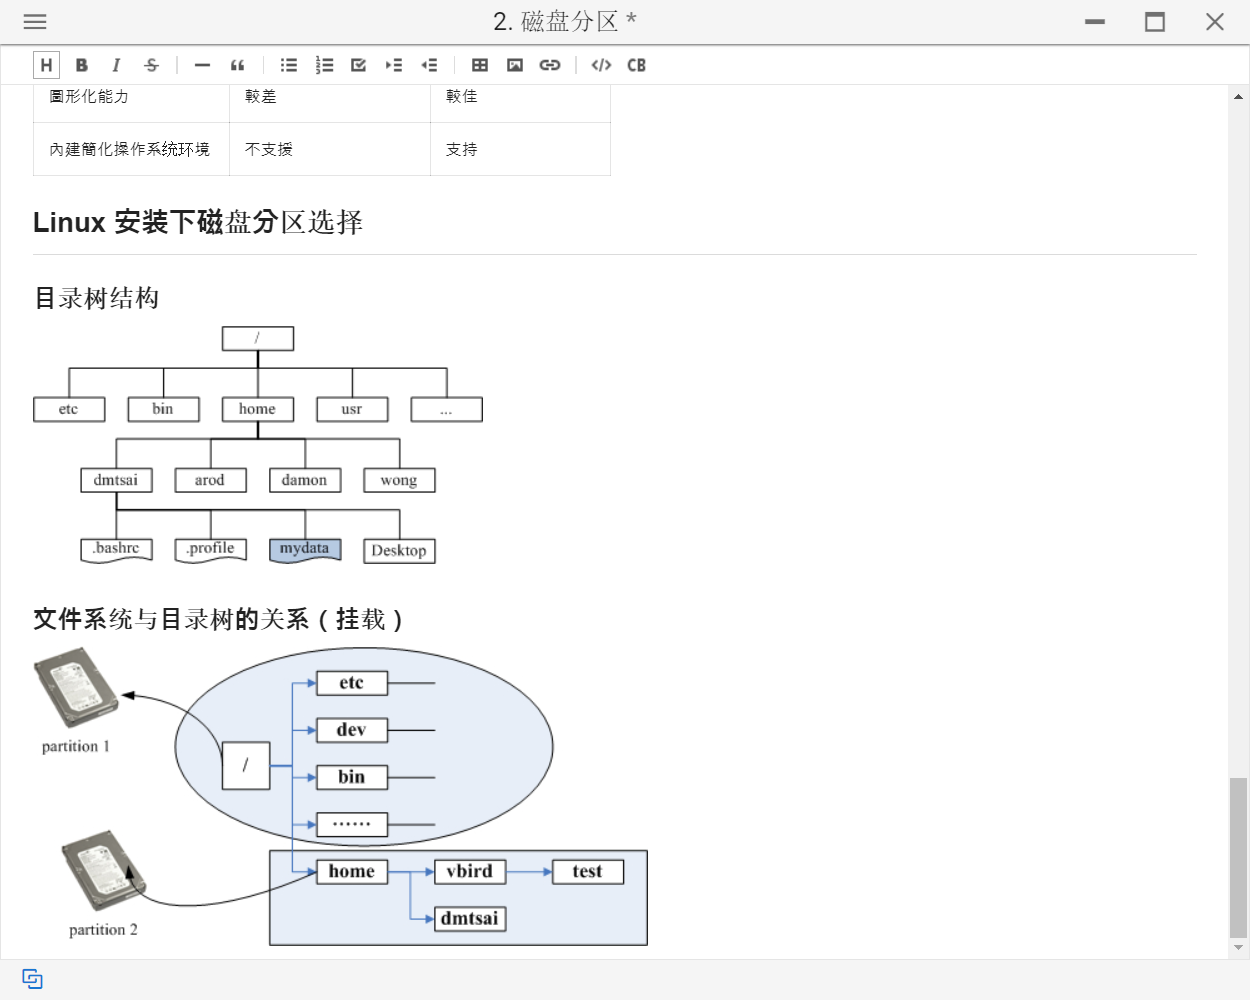 2. 磁盘分区 *
H B I S </> CB
圖形化能力 較差 較佳
內建簡化操作系统环境 不支援 支持
Linux 安装下磁盘分区选择
目录树结构
/
etc bin home usr ...
dmtsai arod damon wong
.bashrc .profile mydata Desktop
文件系统与目录树的关系（挂载）
etc
dev
partition 1
/
bin
......
home vbird test
dmtsai
partition 2